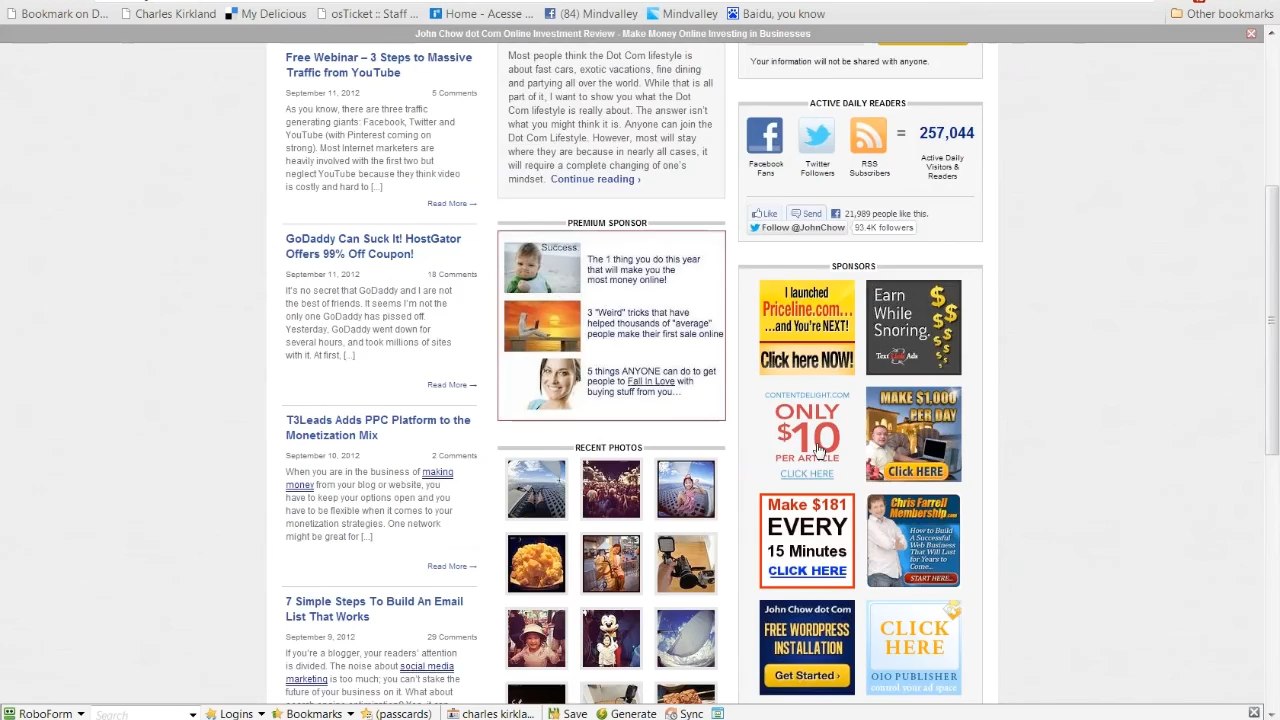 Bookmark on "...
Charles Kirkland
My Delicious
osTicket :: Staff ...
Home - Acesse ...
(84) Mindvalley
Mindvalley
Baidu, you know
Other bookmarks
John Chow dot Com Online Investment Review - Make Money Online Investing in Businesses
Free Webinar – 3 Steps to Massive
Traffic from YouTube
September 11, 2012 5 Comments
As you know, there are three traffic
generating giants: Facebook, Twitter and
YouTube (with Pinterest coming on
strong). Most Internet marketers are
heavily involved with the first two but
neglect YouTube because they think video
is costly and hard to [...]
Read More →
GoDaddy Can Suck It! HostGator
Offers 99% Off Coupon!
September 11, 2012 18 Comments
It's no secret that GoDaddy and I are not
the best of friends. It seems I'm not the
only one GoDaddy has pissed off.
Yesterday, GoDaddy went down for
several hours, and took millions of sites
with it. At first, [...]
Read More →
T3Leads Adds PPC Platform to the
Monetization Mix
September 10, 2012 2 Comments
When you are in the business of making
money from your blog or website, you
have to keep your options open and you
have to be flexible when it comes to your
monetization strategies. One network
might be great for [...]
Read More →
7 Simple Steps To Build An Email
List That Works
September 9, 2012 29 Comments
If you're a blogger, your readers' attention
is divided. The noise about social media
marketing is too much; you can't stake the
future of your business on it. What about
Most people think the Dot Com lifestyle is
about fast cars, exotic vacations, fine dining
and partying all over the world. While that is all
part of it, I want to show you what the Dot
Com lifestyle is really about. The answer isn't
what you might think it is. Anyone can join the
Dot Com lifestyle. However, most will stay
where they are because in nearly all cases, it
will require a complete changing of one's
mindset. Continue reading ›
PREMIUM SPONSOR
Success.
The 1 thing you do this year
that will make you the
most money online!
3 "Weird" tricks that have
helped thousands of "average"
people make their first sale online
5 things ANYONE can do to get
people to Fall In Love with
buying stuff from you...
RECENT PHOTOS
Your information will not be shared with anyone.
ACTIVE DAILY READERS
= 257,044
Facebook
Fans
Twitter
Followers
RSS
Subscribers
Active Daily
Visitors &
Readers
Like Send 21,989 people like this.
Follow @JohnChow 93.4K followers
SPONSORS
I launched
Priceline.com...
...and You're NEXT!
Click here NOW!
Earn
While
Snoring.
Text Link Ads
CONTENTDELIGHT.COM
ONLY
$10
PER ARTICLE
CLICK HERE
MAKE $1,000
PER DAY
Click HERE
Make $181
EVERY
15 Minutes
CLICK HERE
Chris Farrell
Membership.com
How to Build
A Successful
Web Business
That Will Last
for Years to
Come...
START HERE...
John Chow dot Com
FREE WORDPRESS
INSTALLATION
Get Started ›
CLICK
HERE
OIO PUBLISHER
control your ad space
RoboForm
Search
Logins
Bookmarks
(passcards)
charles kirkla...
Save
Generate
Sync